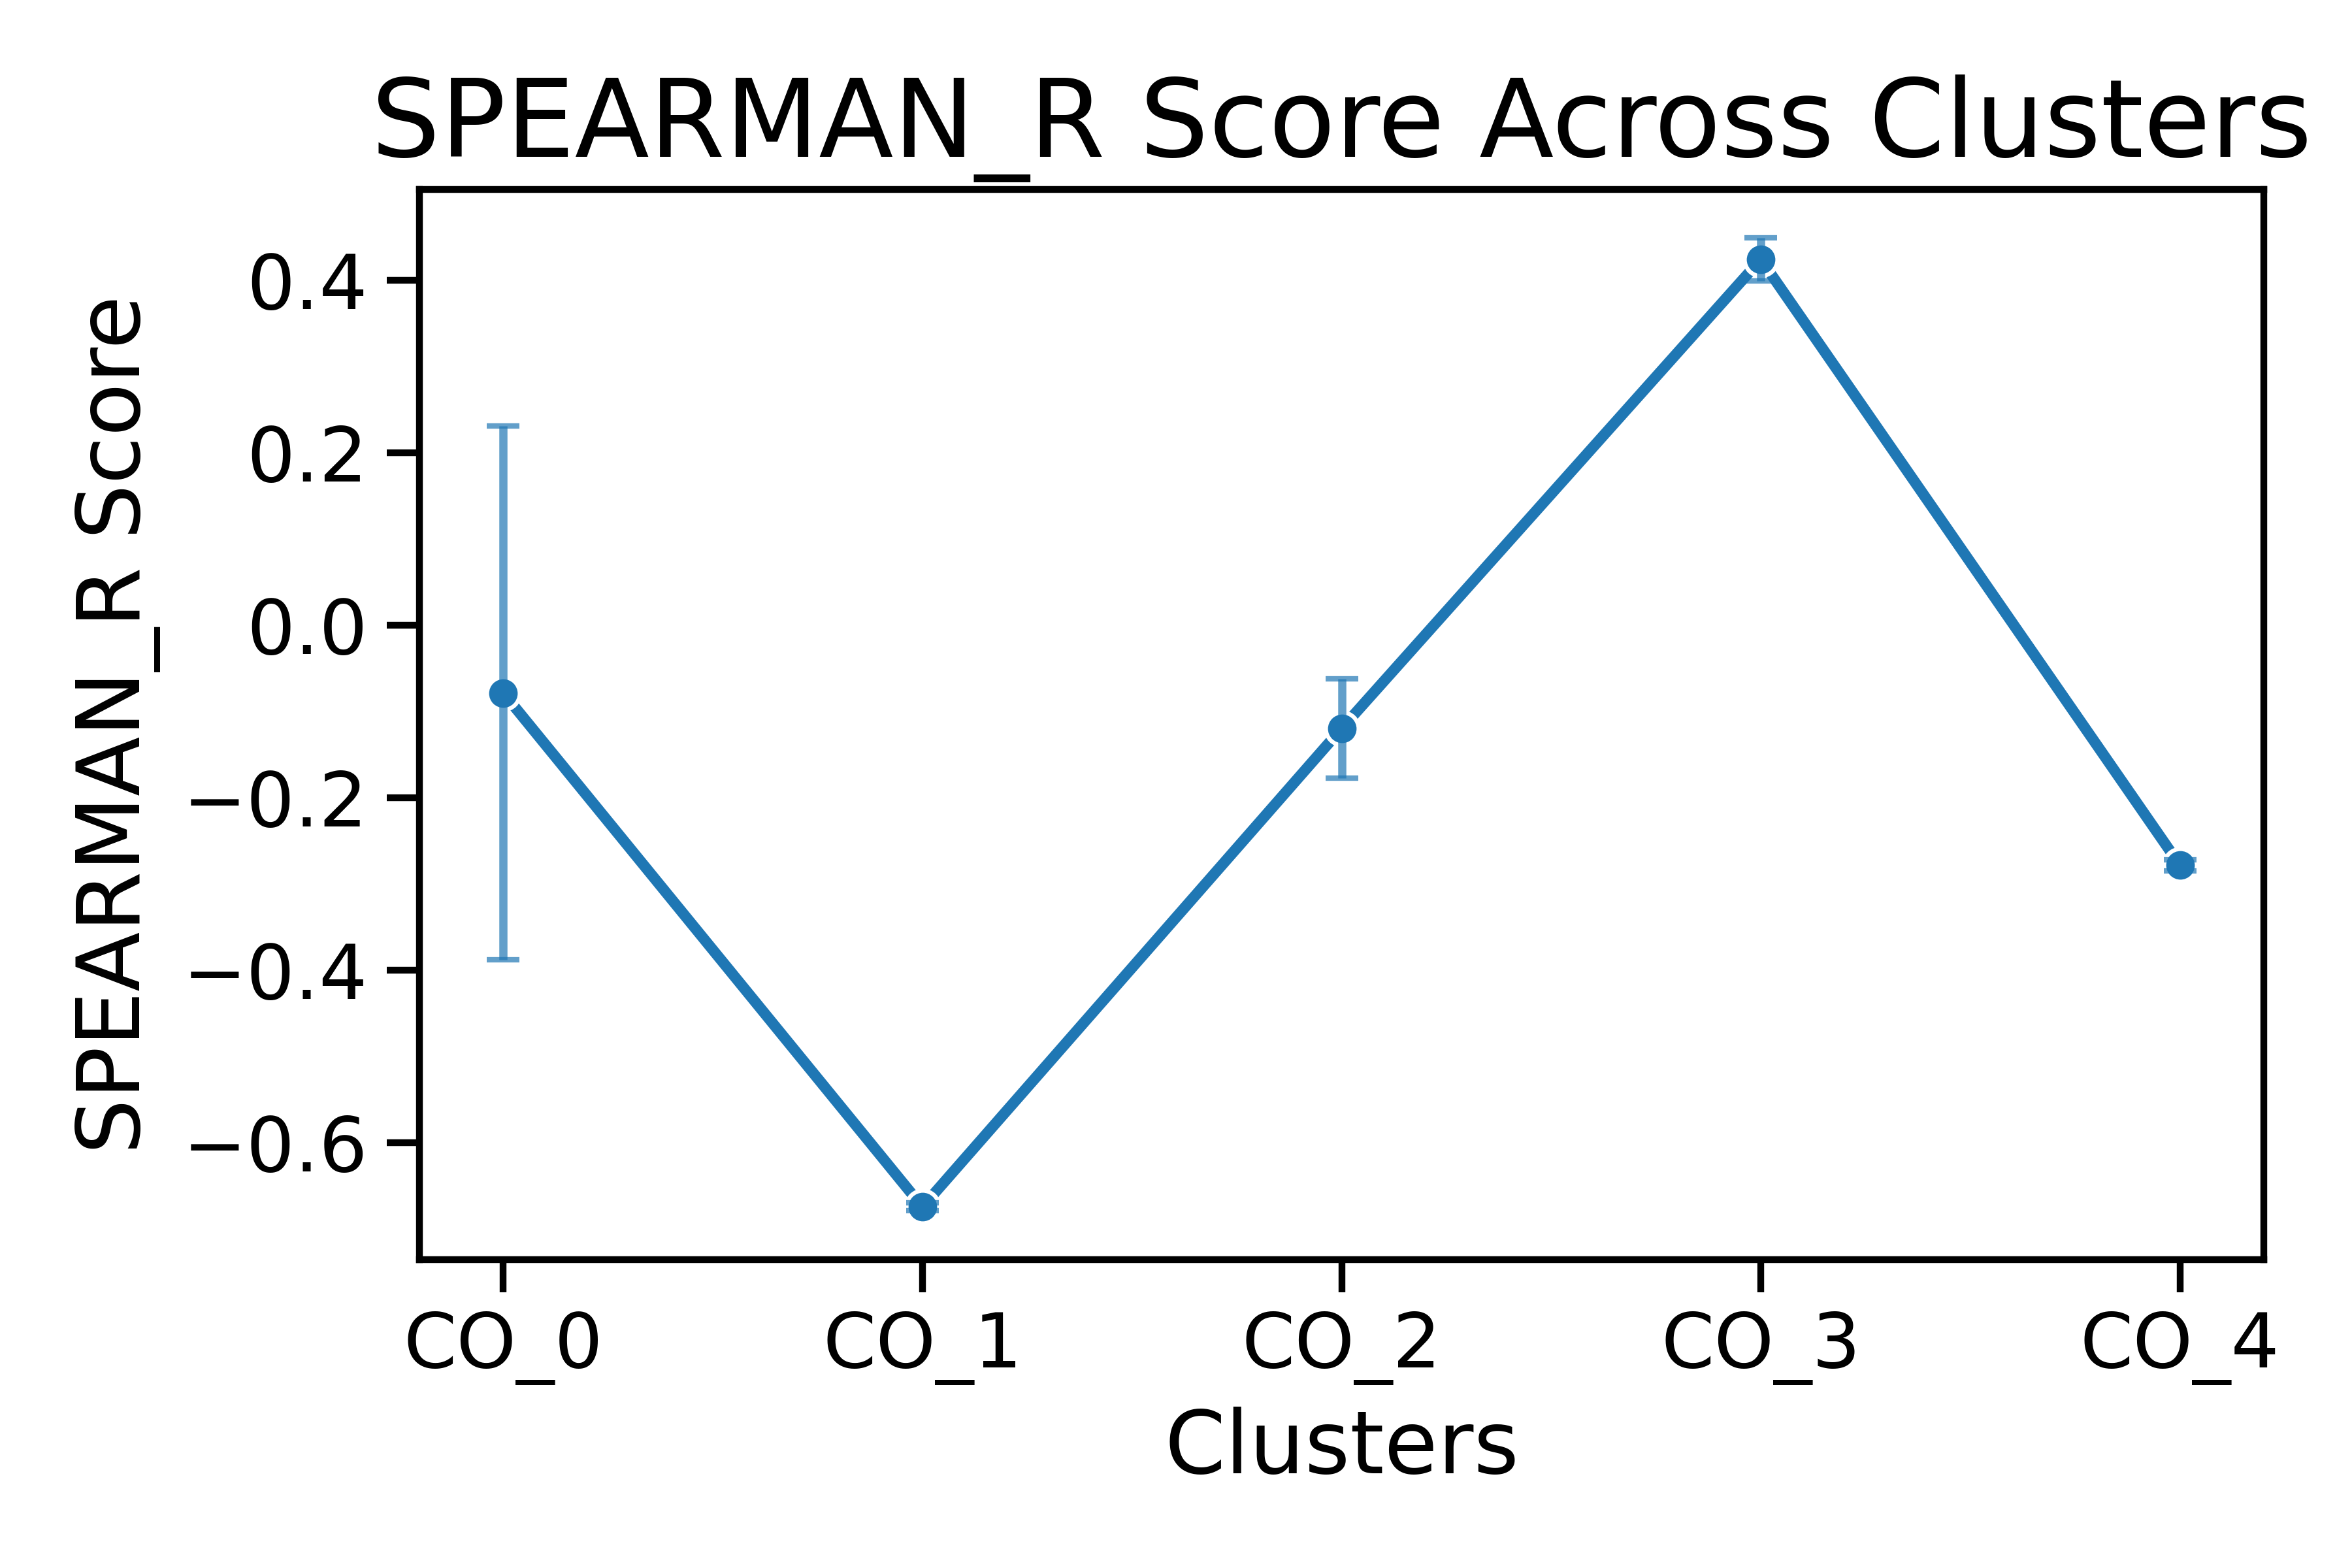 SPEARMAN_R Score Across Clusters
SPEARMAN_R Score
0.4
0.2
0.0
−0.2
−0.4
−0.6
CO_0 CO_1 CO_2 CO_3 CO_4
Clusters